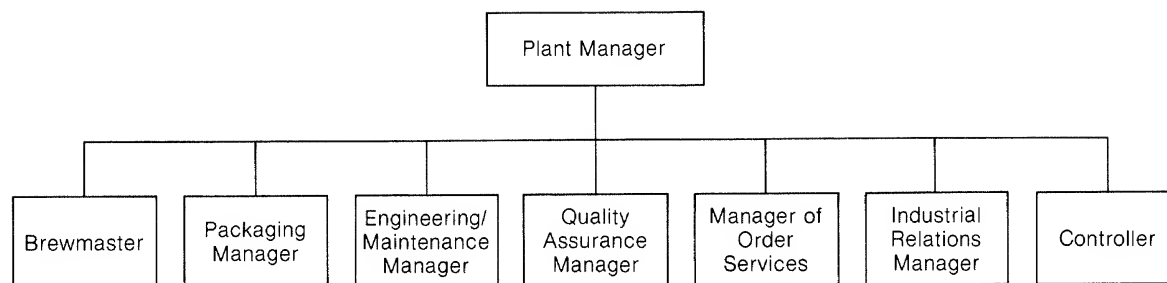 Plant Manager
Brewmaster
Packaging
Manager
Engineering/
Maintenance
Manager
Quality
Assurance
Manager
Manager of
Order
Services
Industrial
Relations
Manager
Controller